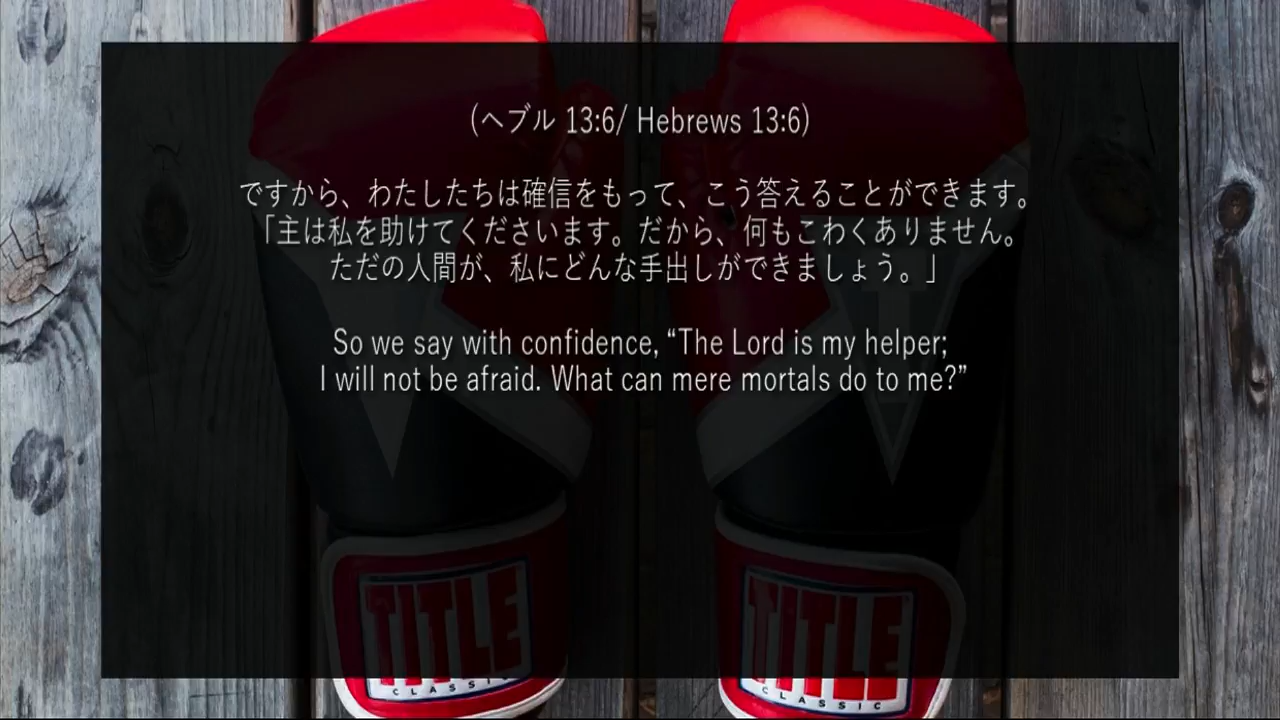 (ヘブル 13:6/ Hebrews 13:6)
ですから、わたしたちは確信をもって、こう答えることができます。
「主は私を助けてくださいます。だから、何もこわくありません。
ただの人間が、私にどんな手出しができましょう。」
So we say with confidence, “The Lord is my helper;
I will not be afraid. What can mere mortals do to me?”
TITLE
CLASSIC
TITLE
CLASSIC